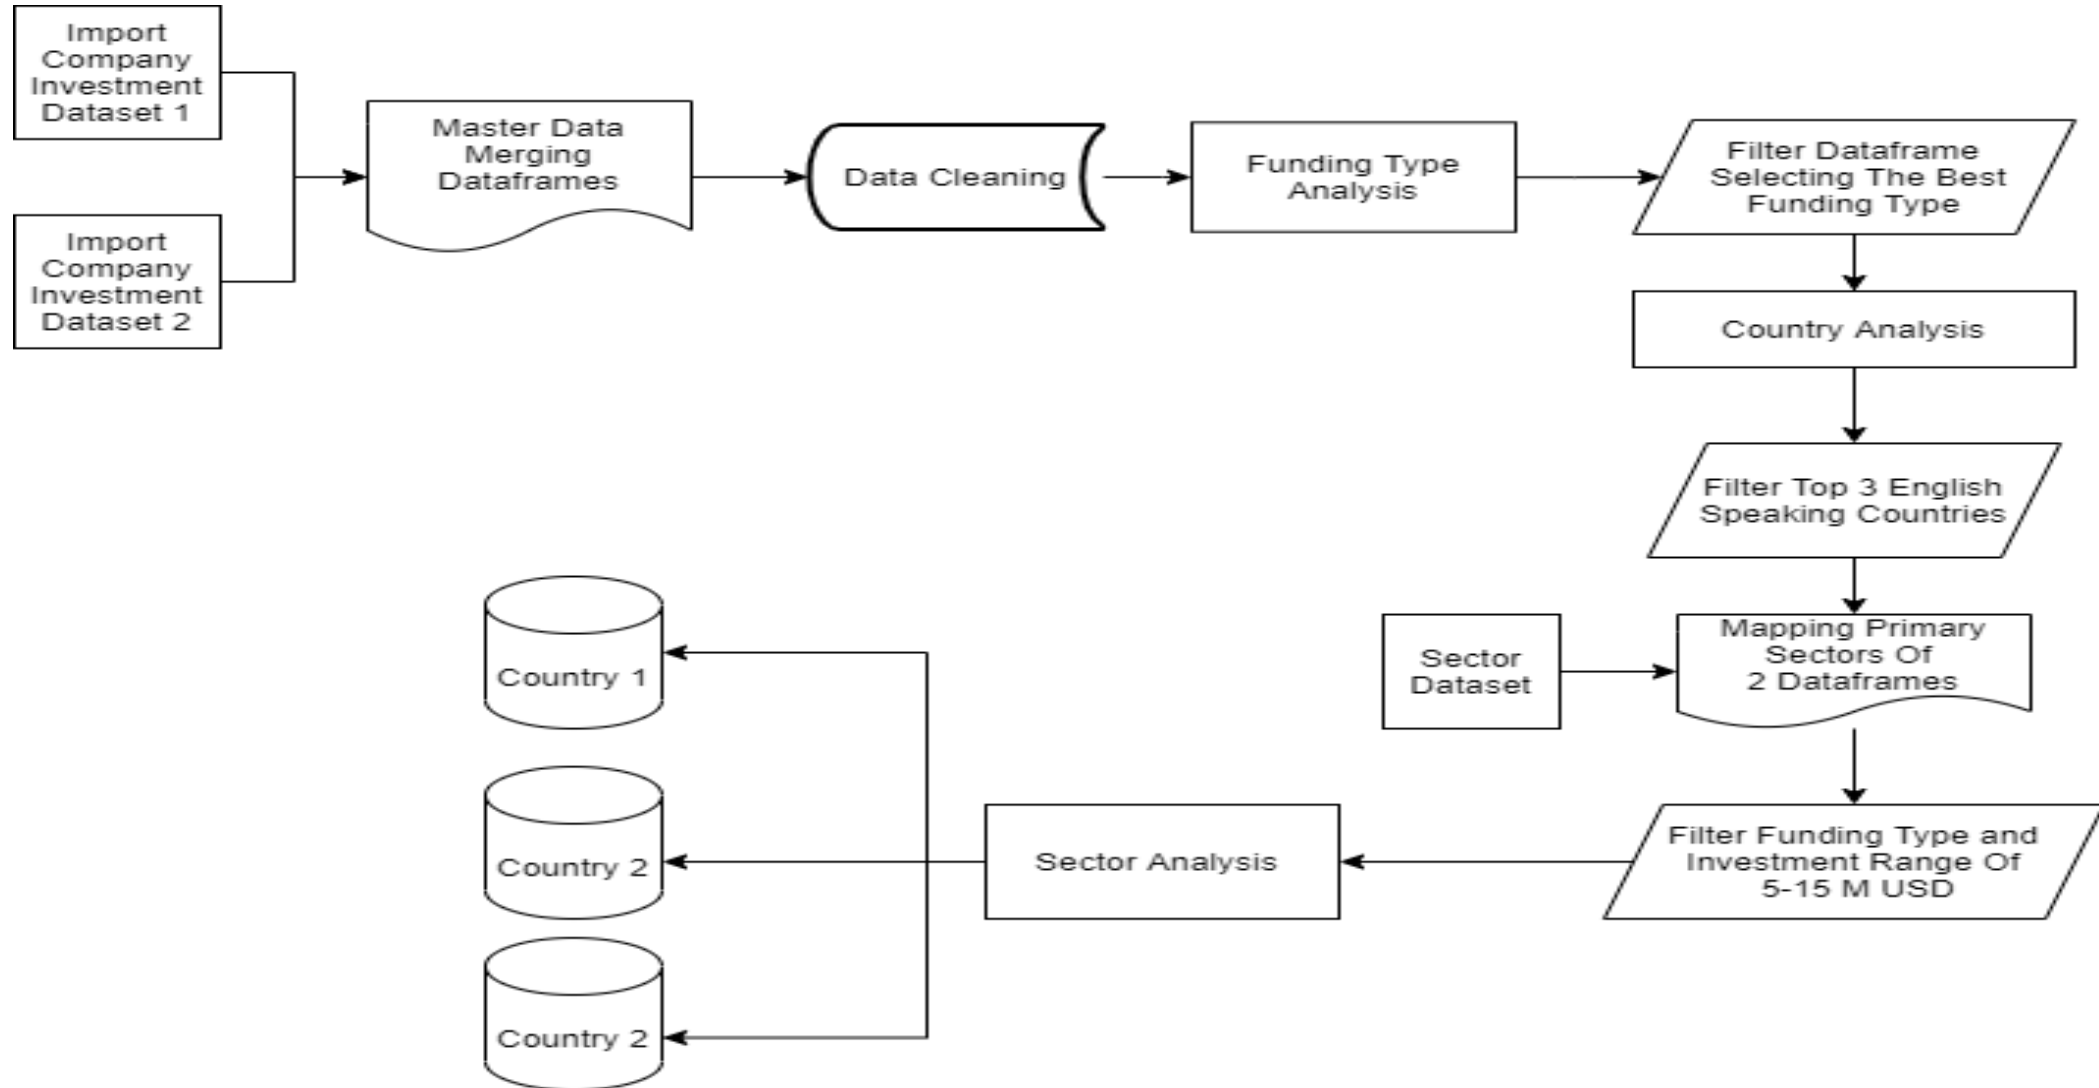 Import
Company
Investment
Dataset 1
Import
Company
Investment
Dataset 2
Master Data
Merging
Dataframes
Data Cleaning
Funding Type
Analysis
Filter Dataframe
Selecting The Best
Funding Type
Country Analysis
Filter Top 3 English
Speaking Countries
Sector
Dataset
Mapping Primary
Sectors Of
2 Dataframes
Filter Funding Type and
Investment Range Of
5-15 M USD
Sector Analysis
Country 1
Country 2
Country 2